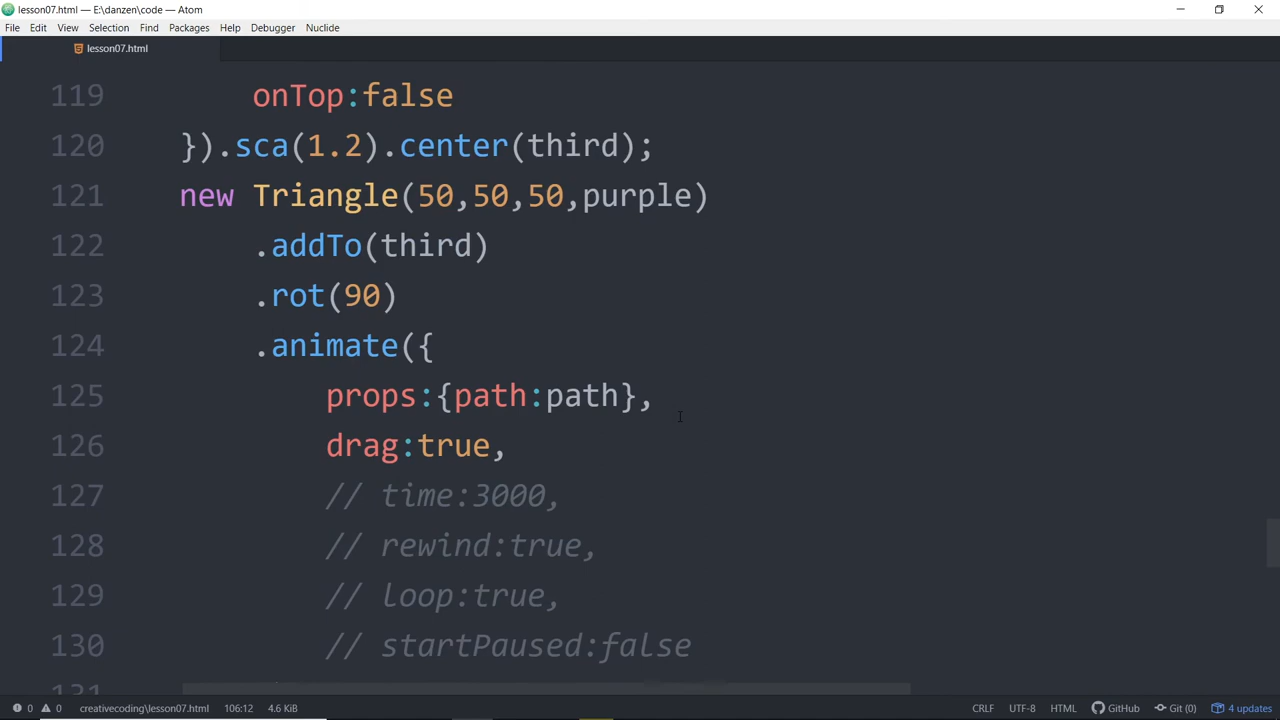 lesson07.html — E:\danzen\code — Atom
File Edit View Selection Find Packages Help Debugger Nuclide
lesson07.html
119 onTop:false
120 }).sca(1.2).center(third);
121 new Triangle(50,50,50,purple)
122 .addTo(third)
123 .rot(90)
124 .animate({
125 props:{path:path},
126 drag:true,
127 // time:3000,
128 // rewind:true,
129 // loop:true,
130 // startPaused:false
131
0 0 creativecoding\lesson07.html 106:12 4.6 KiB CRLF UTF-8 HTML GitHub Git (0) 4 updates